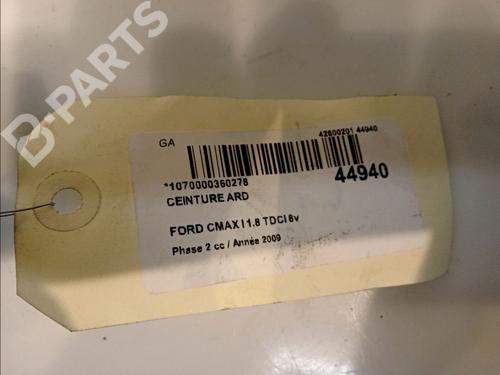 B-PARTS
GA
42600201 44940
*1070000360278
44940
CEINTURE ARD
FORD CMAX I 1.8 TDCI 8v
Phase 2 cc / Année 2009